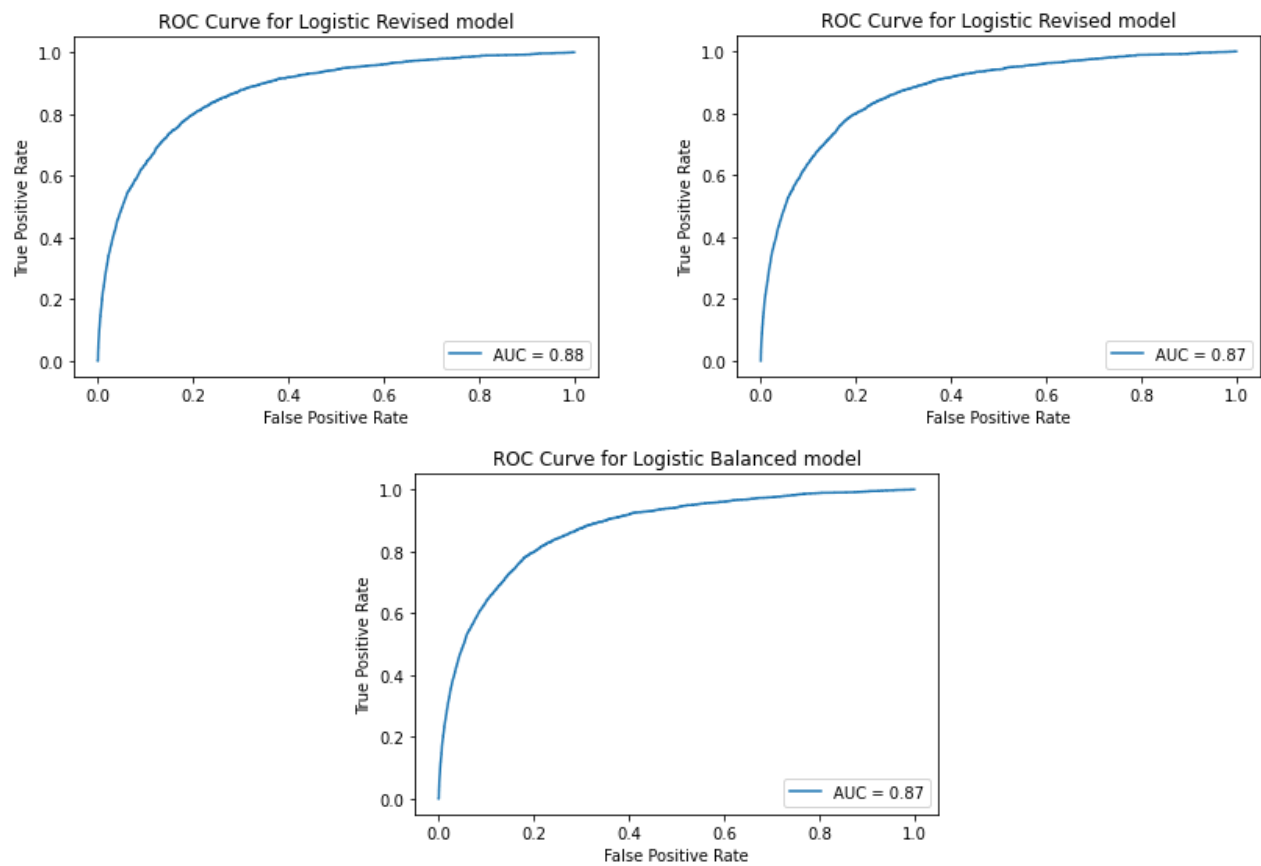 ROC Curve for Logistic Revised model
1.0
0.8
0.6
0.4
0.2
0.0
True Positive Rate
AUC = 0.88
0.0 0.2 0.4 0.6 0.8 1.0
False Positive Rate
ROC Curve for Logistic Revised model
1.0
0.8
0.6
0.4
0.2
0.0
True Positive Rate
AUC = 0.87
0.0 0.2 0.4 0.6 0.8 1.0
False Positive Rate
ROC Curve for Logistic Balanced model
1.0
0.8
0.6
0.4
0.2
0.0
True Positive Rate
AUC = 0.87
0.0 0.2 0.4 0.6 0.8 1.0
False Positive Rate